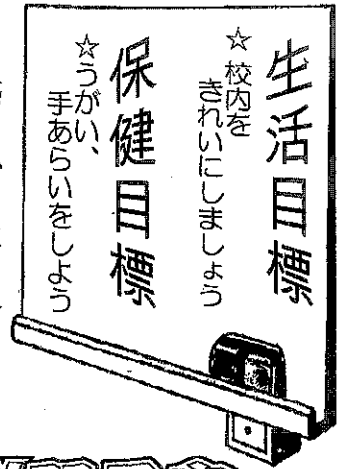 生活目標
☆校内を
きれいにしましょう
保健目標
☆うがい、
手あらいをしよう